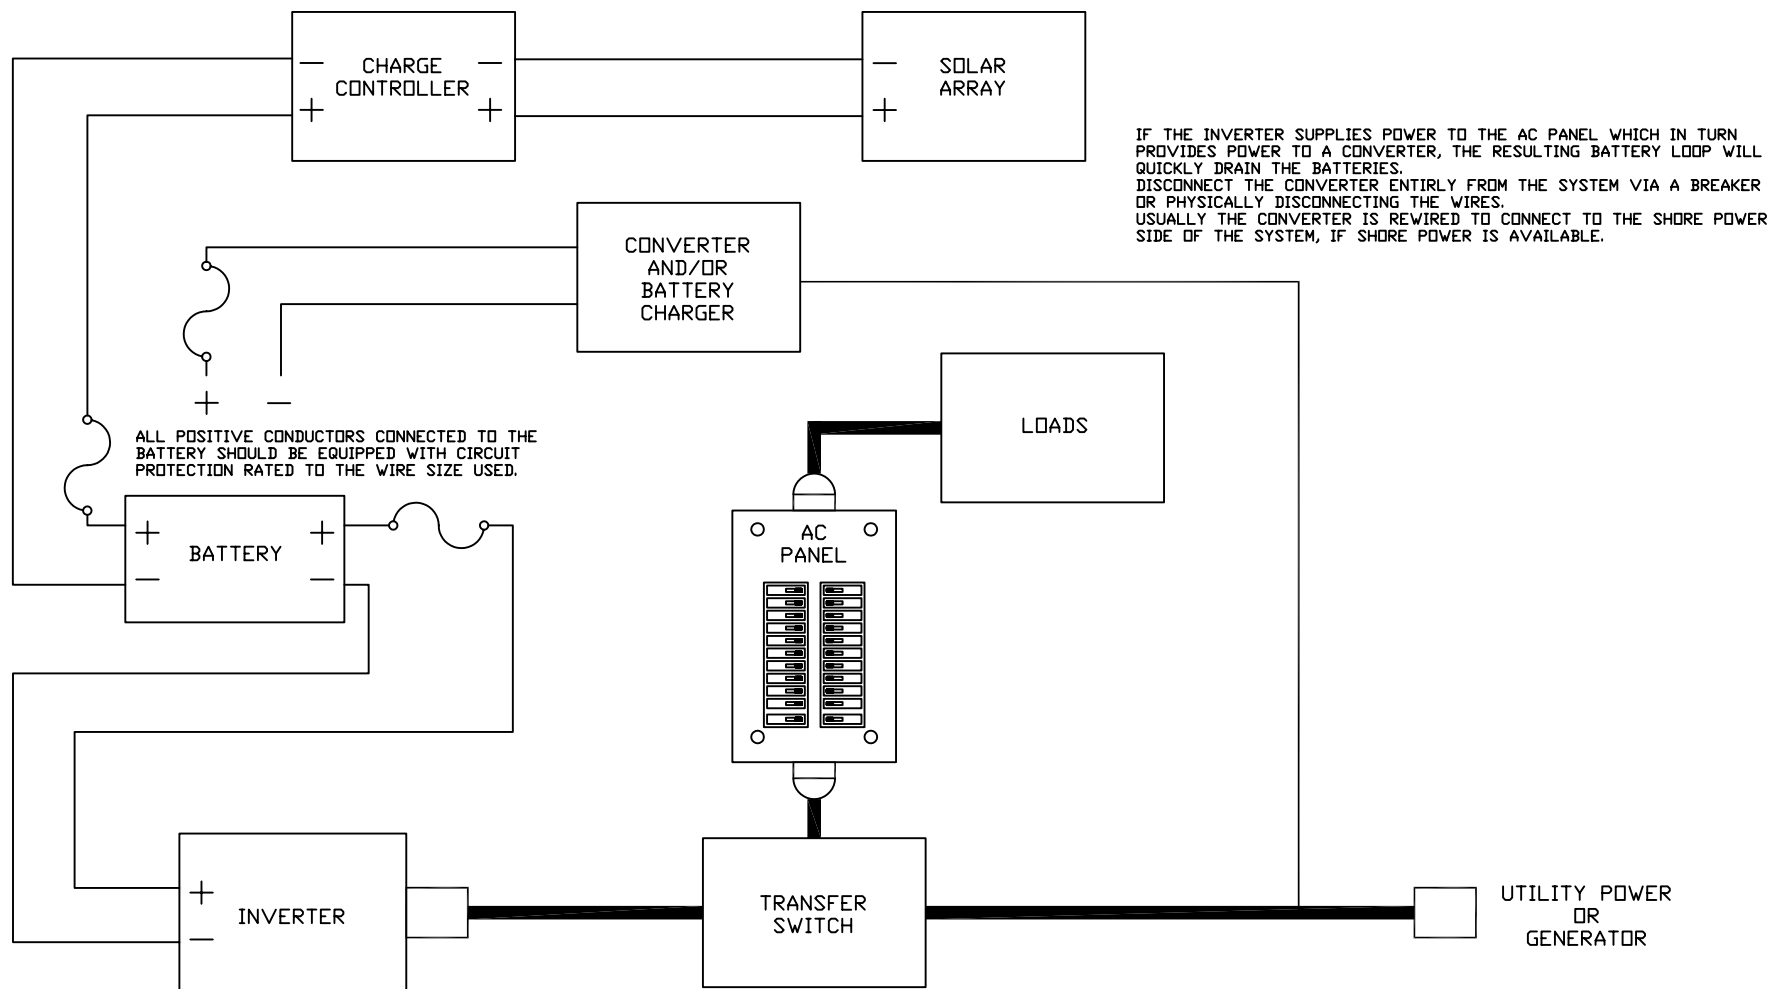 CHARGE
CONTROLLER
SOLAR
ARRAY
IF THE INVERTER SUPPLIES POWER TO THE AC PANEL WHICH IN TURN
PROVIDES POWER TO A CONVERTER, THE RESULTING BATTERY LOOP WILL
QUICKLY DRAIN THE BATTERIES.
DISCONNECT THE CONVERTER ENTIRLY FROM THE SYSTEM VIA A BREAKER
OR PHYSICALLY DISCONNECTING THE WIRES.
USUALLY THE CONVERTER IS REWIRED TO CONNECT TO THE SHORE POWER
SIDE OF THE SYSTEM, IF SHORE POWER IS AVAILABLE.
CONVERTER
AND/OR
BATTERY
CHARGER
+ −
ALL POSITIVE CONDUCTORS CONNECTED TO THE
BATTERY SHOULD BE EQUIPPED WITH CIRCUIT
PROTECTION RATED TO THE WIRE SIZE USED.
LOADS
AC
PANEL
BATTERY
INVERTER
TRANSFER
SWITCH
UTILITY POWER
OR
GENERATOR